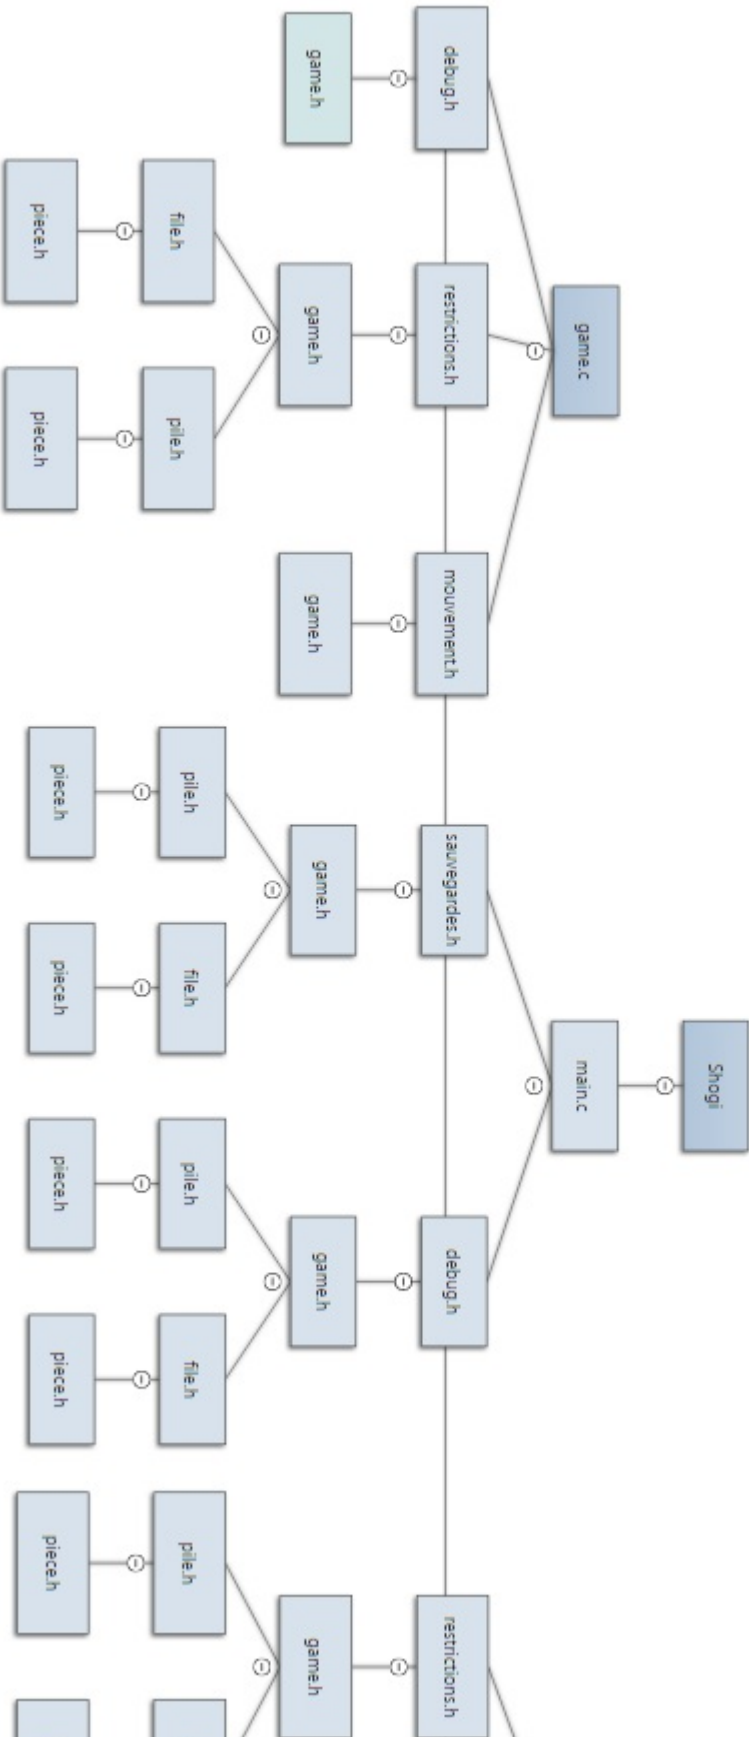 Shogi
game.c
main.c
debug.h
restrictions.h
mouvement.h
sauvegardes.h
debug.h
restrictions.h
game.h
game.h
game.h
game.h
game.h
game.h
file.h
pile.h
pile.h
file.h
pile.h
file.h
pile.h
piece.h
piece.h
piece.h
piece.h
piece.h
piece.h
piece.h